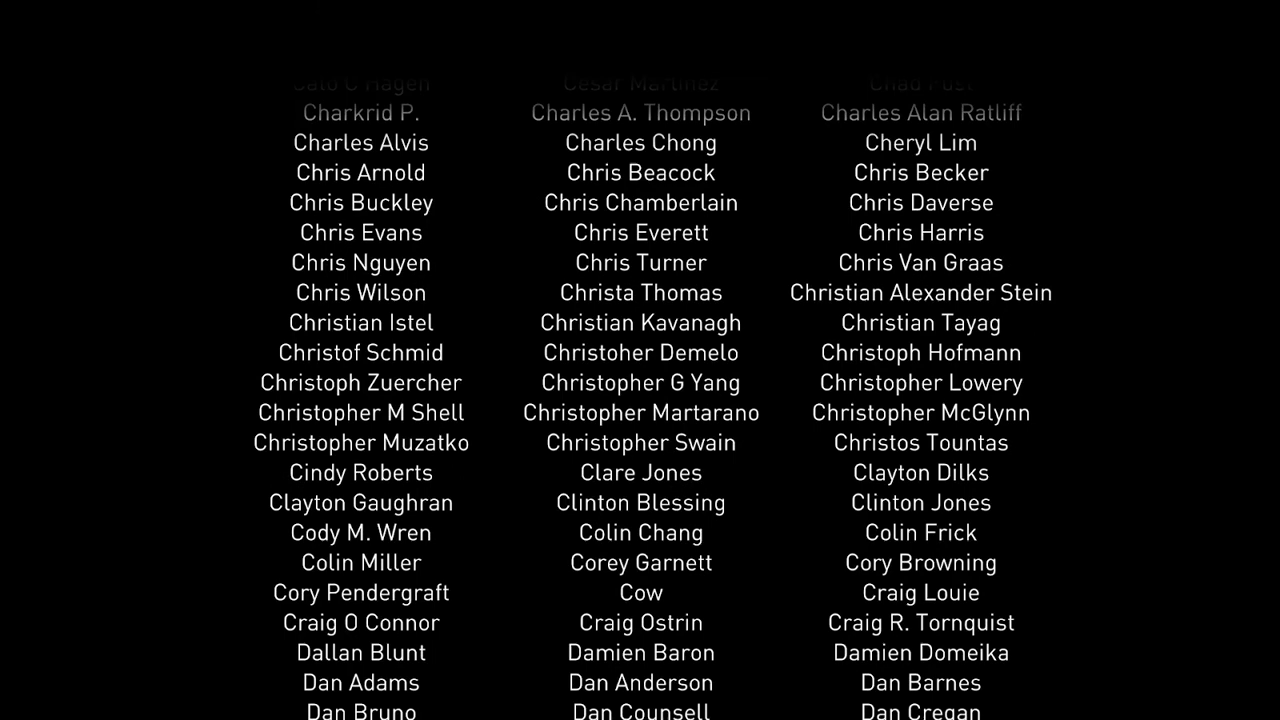 Cesar Martinez
Charkrid P. Charles A. Thompson Charles Alan Ratliff
Charles Alvis Charles Chong Cheryl Lim
Chris Arnold Chris Beacock Chris Becker
Chris Buckley Chris Chamberlain Chris Daverse
Chris Evans Chris Everett Chris Harris
Chris Nguyen Chris Turner Chris Van Graas
Chris Wilson Christa Thomas Christian Alexander Stein
Christian Istel Christian Kavanagh Christian Tayag
Christof Schmid Christoher Demelo Christoph Hofmann
Christoph Zuercher Christopher G Yang Christopher Lowery
Christopher M Shell Christopher Martarano Christopher McGlynn
Christopher Muzatko Christopher Swain Christos Tountas
Cindy Roberts Clare Jones Clayton Dilks
Clayton Gaughran Clinton Blessing Clinton Jones
Cody M. Wren Colin Chang Colin Frick
Colin Miller Corey Garnett Cory Browning
Cory Pendergraft Cow Craig Louie
Craig O Connor Craig Ostrin Craig R. Tornquist
Dallan Blunt Damien Baron Damien Domeika
Dan Adams Dan Anderson Dan Barnes
Dan Bruno Dan Counsell Dan Cregan